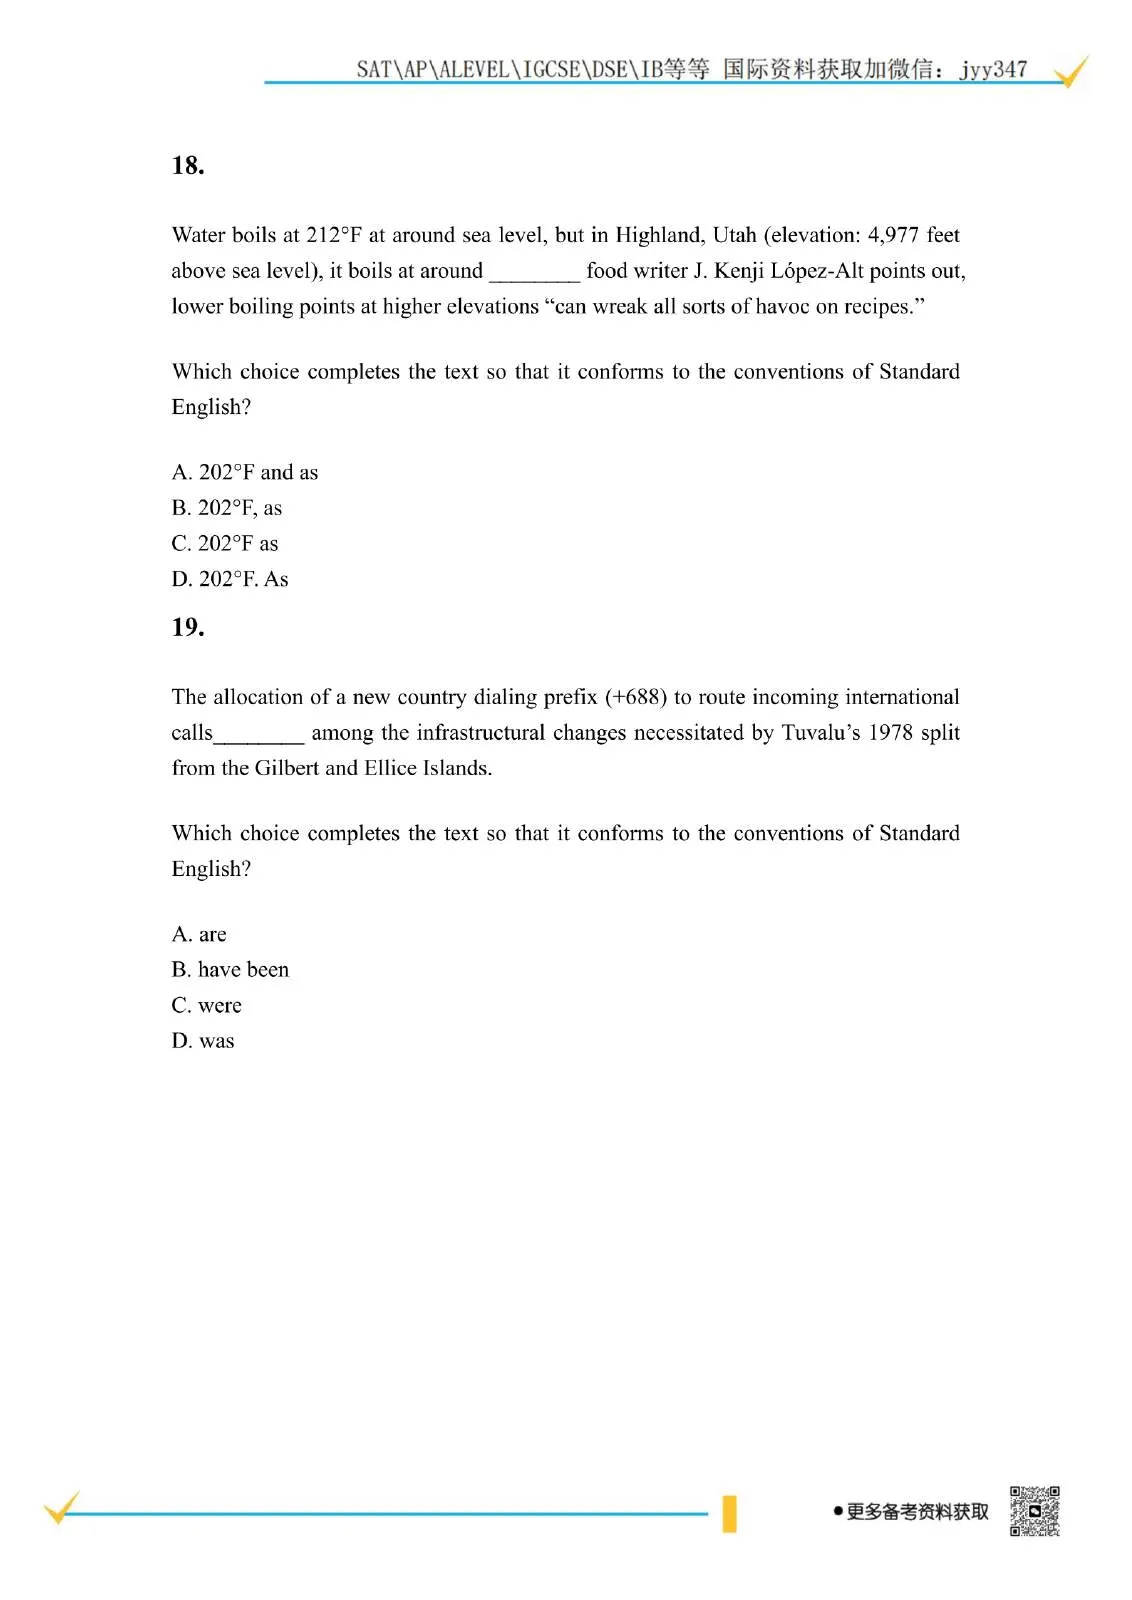 SAT\AP\ALEVEL\IGCSE\DSE\IB等等 国际资料获取加微信：jyy347
18.
Water boils at 212°F at around sea level, but in Highland, Utah (elevation: 4,977 feet
above sea level), it boils at around ________ food writer J. Kenji López-Alt points out,
lower boiling points at higher elevations “can wreak all sorts of havoc on recipes.”
Which choice completes the text so that it conforms to the conventions of Standard
English?
A. 202°F and as
B. 202°F, as
C. 202°F as
D. 202°F. As
19.
The allocation of a new country dialing prefix (+688) to route incoming international
calls________ among the infrastructural changes necessitated by Tuvalu’s 1978 split
from the Gilbert and Ellice Islands.
Which choice completes the text so that it conforms to the conventions of Standard
English?
A. are
B. have been
C. were
D. was
●更多备考资料获取